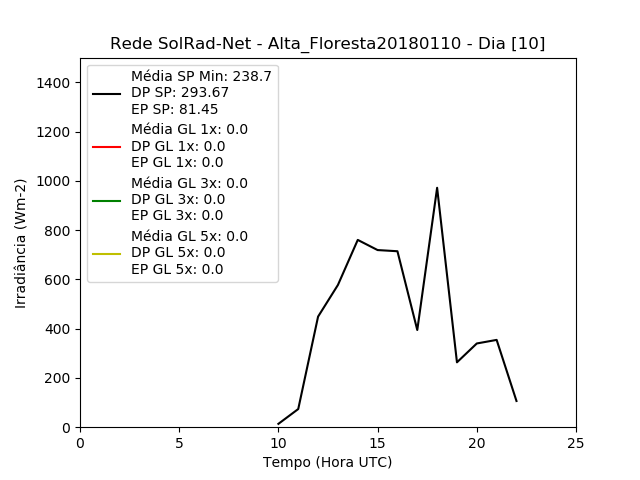 Rede SolRad-Net - Alta_Floresta20180110 - Dia [10]
Irradiância (Wm-2)
1400
1200
1000
800
600
400
200
0
Média SP Min: 238.7
DP SP: 293.67
EP SP: 81.45
Média GL 1x: 0.0
DP GL 1x: 0.0
EP GL 1x: 0.0
Média GL 3x: 0.0
DP GL 3x: 0.0
EP GL 3x: 0.0
Média GL 5x: 0.0
DP GL 5x: 0.0
EP GL 5x: 0.0
0 5 10 15 20 25
Tempo (Hora UTC)